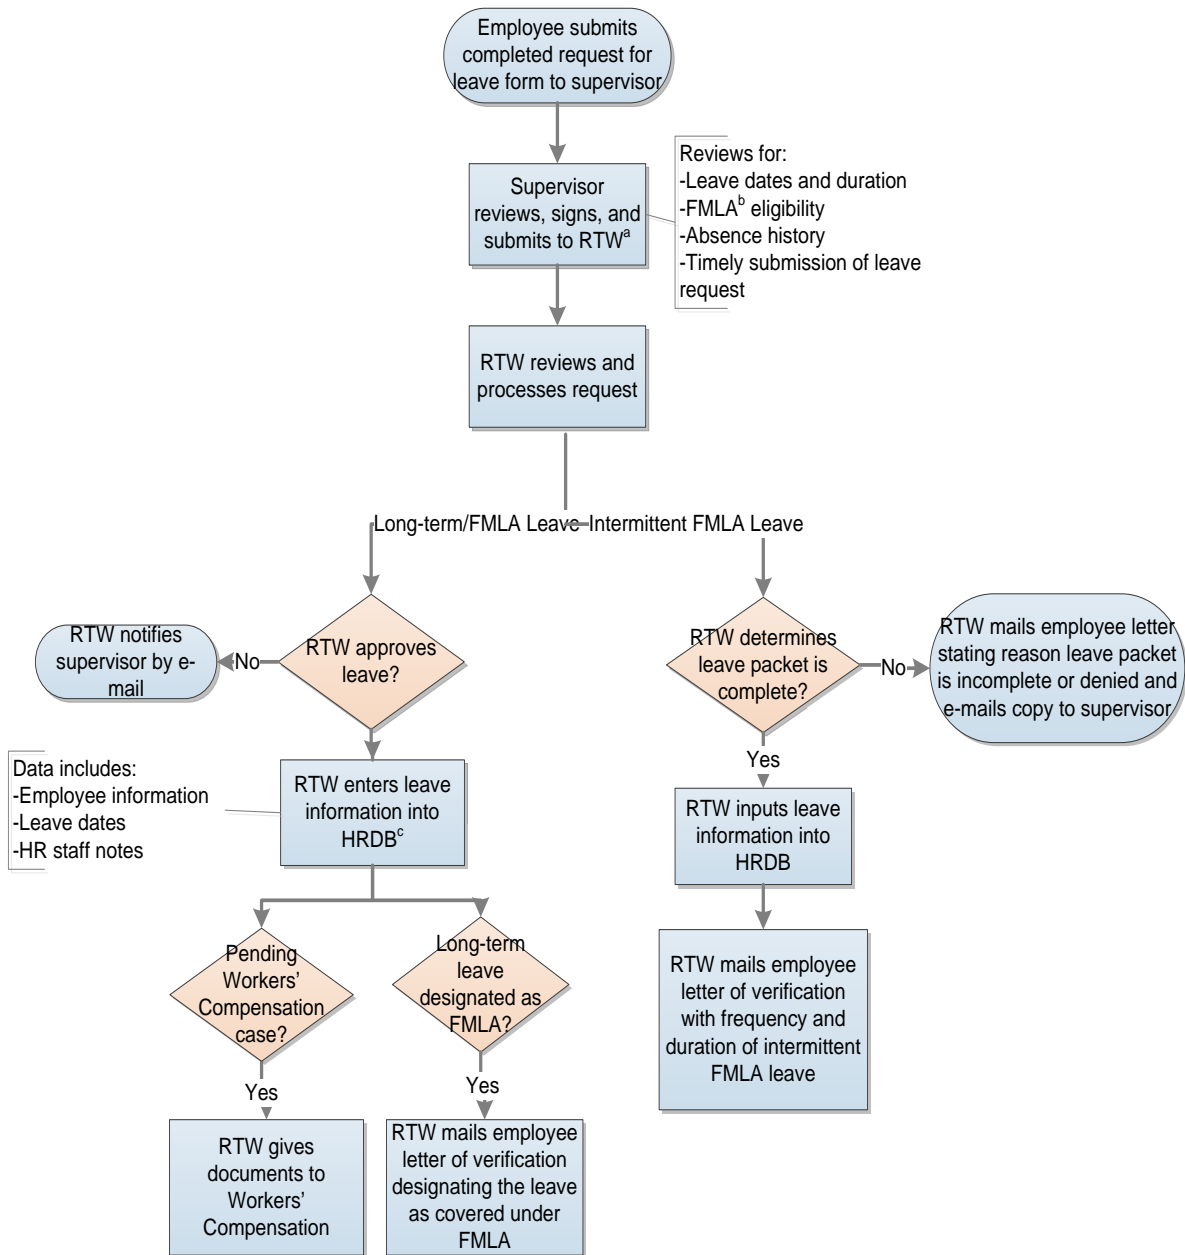 Employee submits
completed request for
leave form to supervisor
Supervisor
reviews, signs, and
submits to RTWa
Reviews for:
-Leave dates and duration
-FMLAb eligibility
-Absence history
-Timely submission of leave
request
RTW reviews and
processes request
Long-term/FMLA Leave
Intermittent FMLA Leave
RTW approves
leave?
No
RTW notifies
supervisor by e-
mail
RTW determines
leave packet is
complete?
No
RTW mails employee letter
stating reason leave packet
is incomplete or denied and
e-mails copy to supervisor
Yes
Data includes:
-Employee information
-Leave dates
-HR staff notes
RTW enters leave
information into
HRDBc
RTW inputs leave
information into
HRDB
Pending
Workers’
Compensation
case?
Long-term
leave
designated as
FMLA?
RTW mails employee
letter of verification
with frequency and
duration of intermittent
FMLA leave
Yes
Yes
RTW gives
documents to
Workers’
Compensation
RTW mails employee
letter of verification
designating the leave
as covered under
FMLA